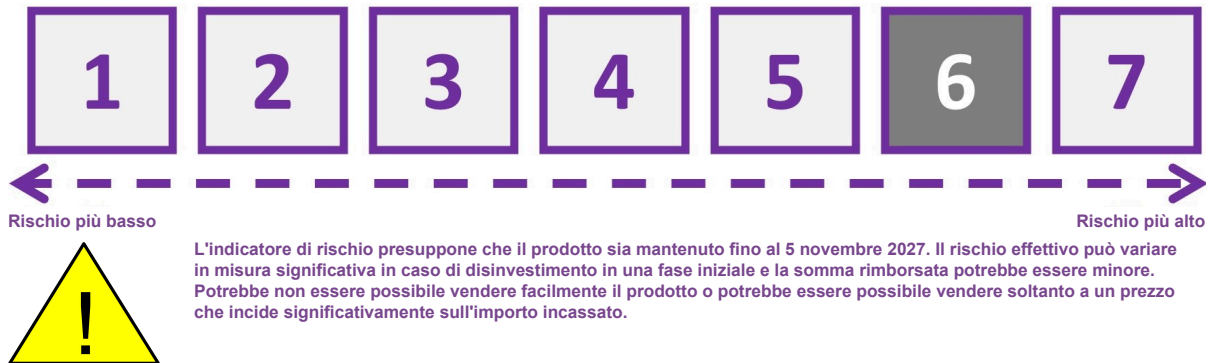 1 2 3 4 5 6 7
Rischio più basso Rischio più alto
L'indicatore di rischio presuppone che il prodotto sia mantenuto fino al 5 novembre 2027. Il rischio effettivo può variare
in misura significativa in caso di disinvestimento in una fase iniziale e la somma rimborsata potrebbe essere minore.
Potrebbe non essere possibile vendere facilmente il prodotto o potrebbe essere possibile vendere soltanto a un prezzo
che incide significativamente sull'importo incassato.
!